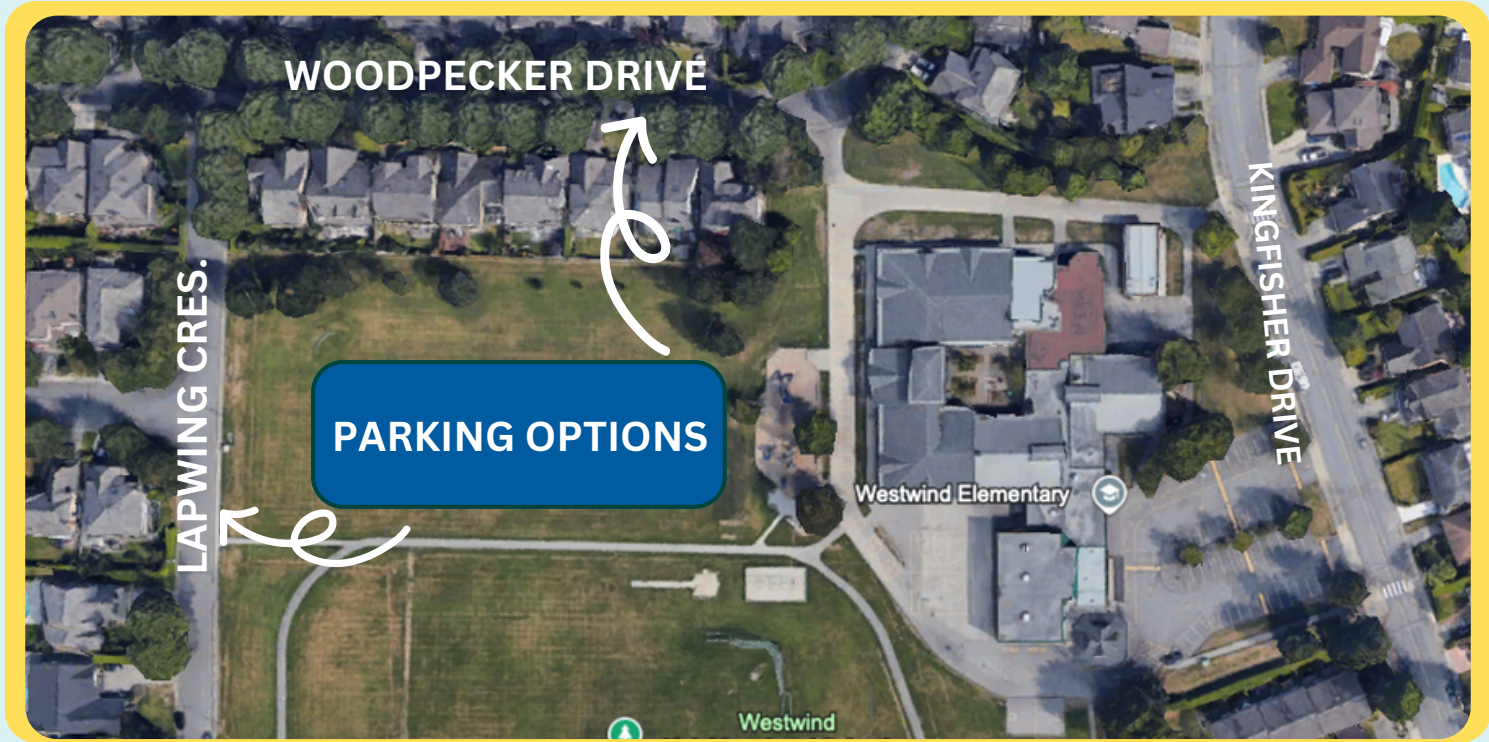 WOODPECKER DRIVE
KINGFISHER DRIVE
LAPWING CRES.
PARKING OPTIONS
Westwind Elementary
Westwind